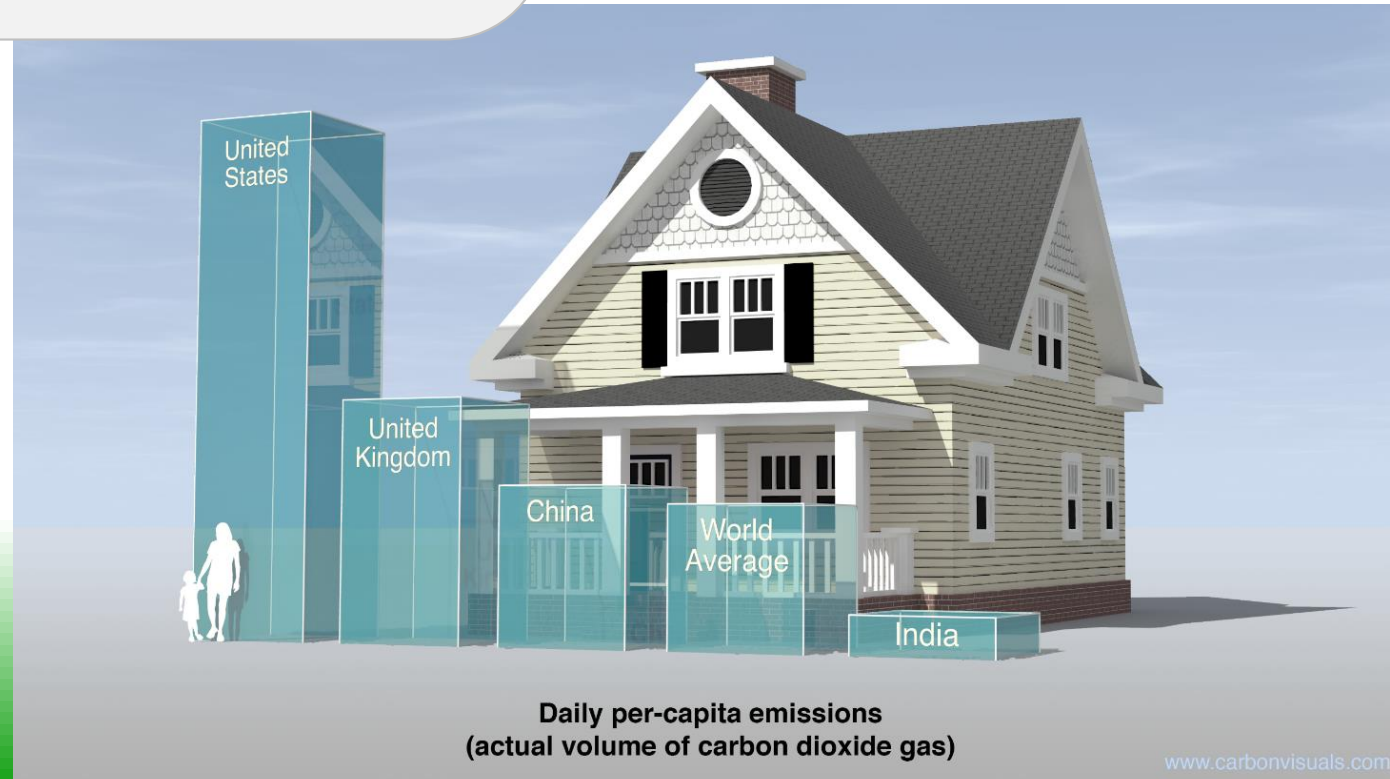 United
States
United
Kingdom
China
World
Average
India
Daily per-capita emissions
(actual volume of carbon dioxide gas)
www.carbonvisuals.com